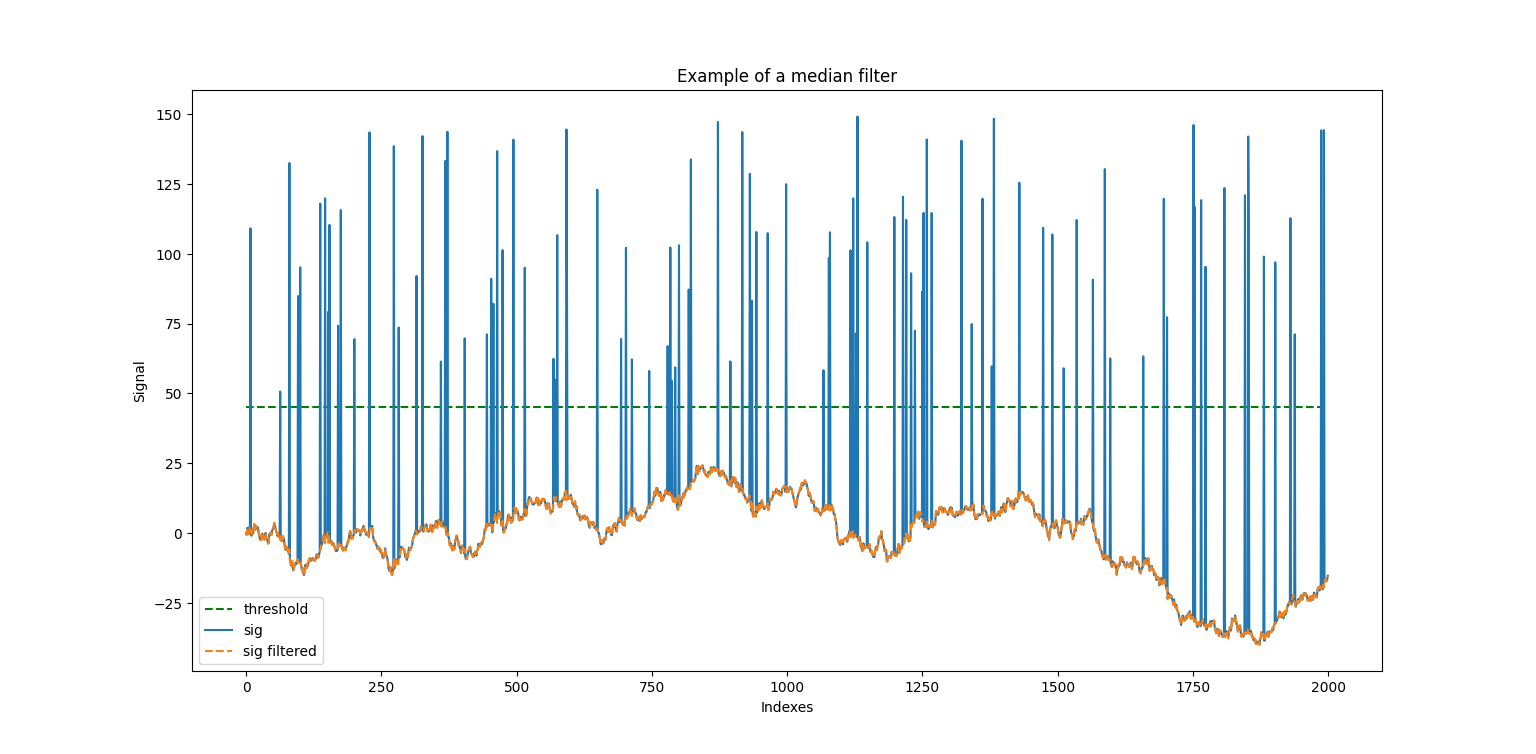 Example of a median filter
Signal
150
125
100
75
50
25
0
−25
threshold
sig
sig filtered
0 250 500 750 1000 1250 1500 1750 2000
Indexes